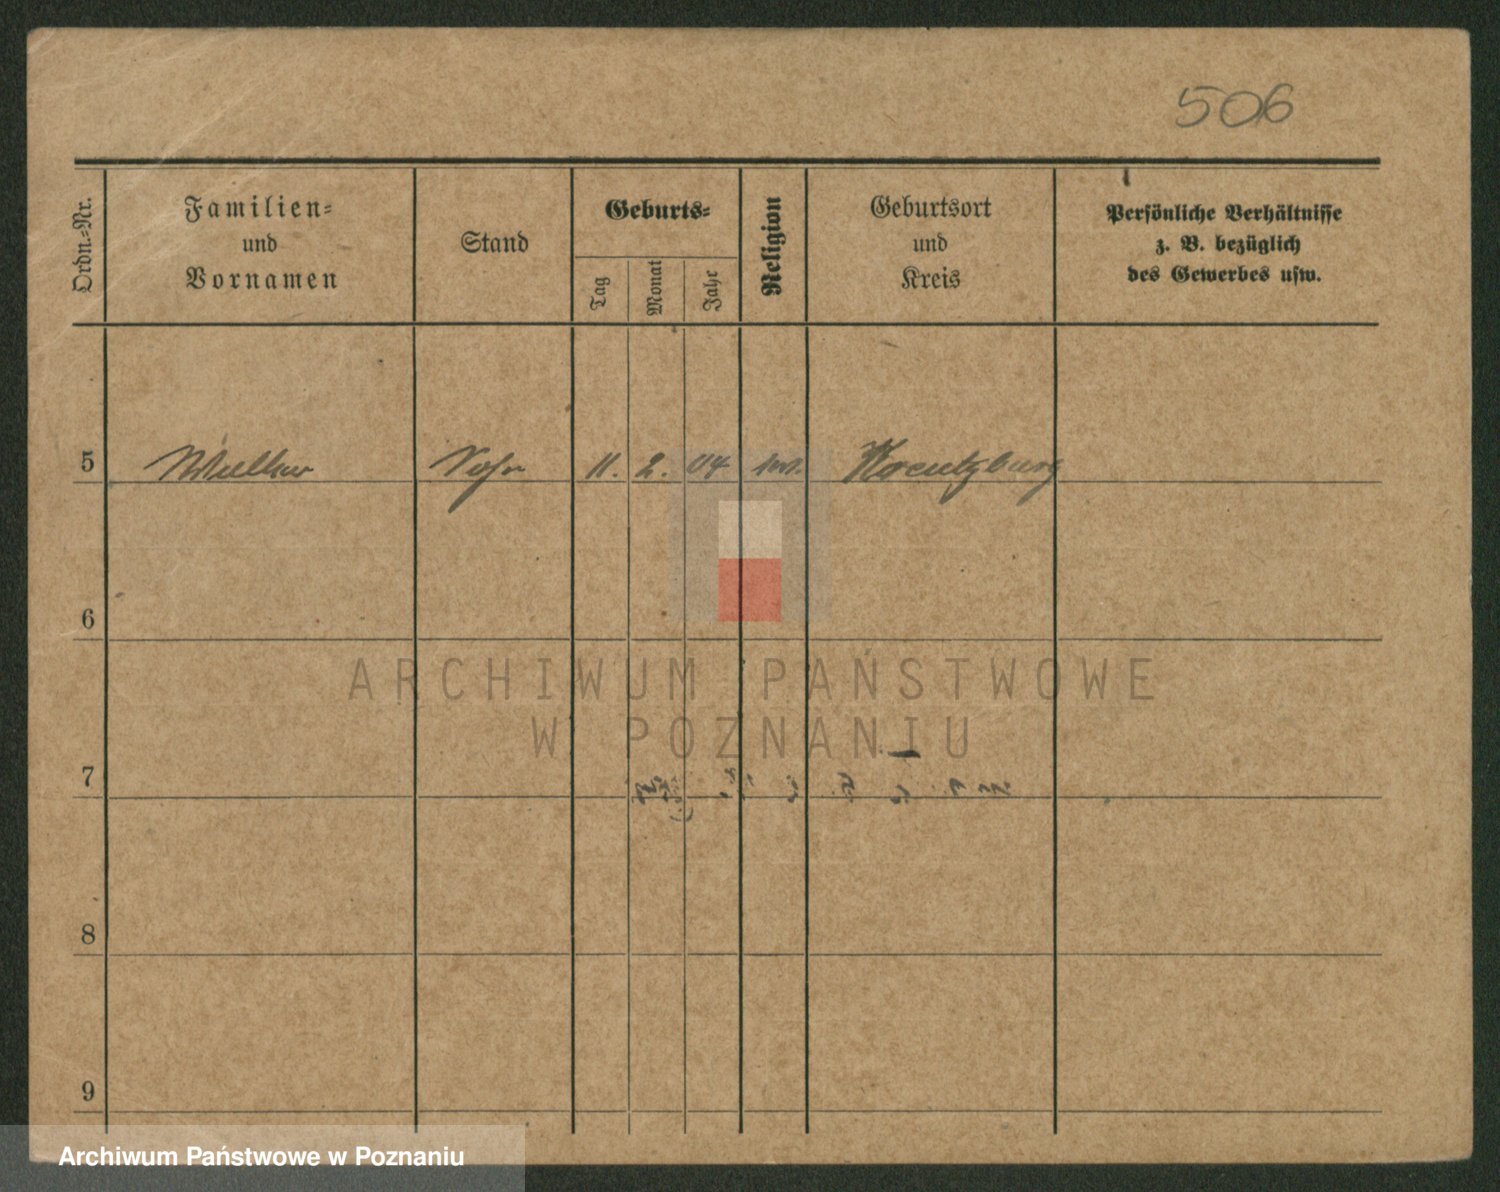 506
Ordn.-Nr.
Familien-
und
Vornamen
Stand
Geburts-
Tag
Monat
Jahr
Religion
Geburtsort
und
Kreis
Persönliche Verhältnisse
z. B. bezüglich
des Gewerbes usw.
5 11. 2. 04 Kreutzburg
6
ARCHIWUM PAŃSTWOWE
W POZNANIU
7
8
9
Archiwum Państwowe w Poznaniu